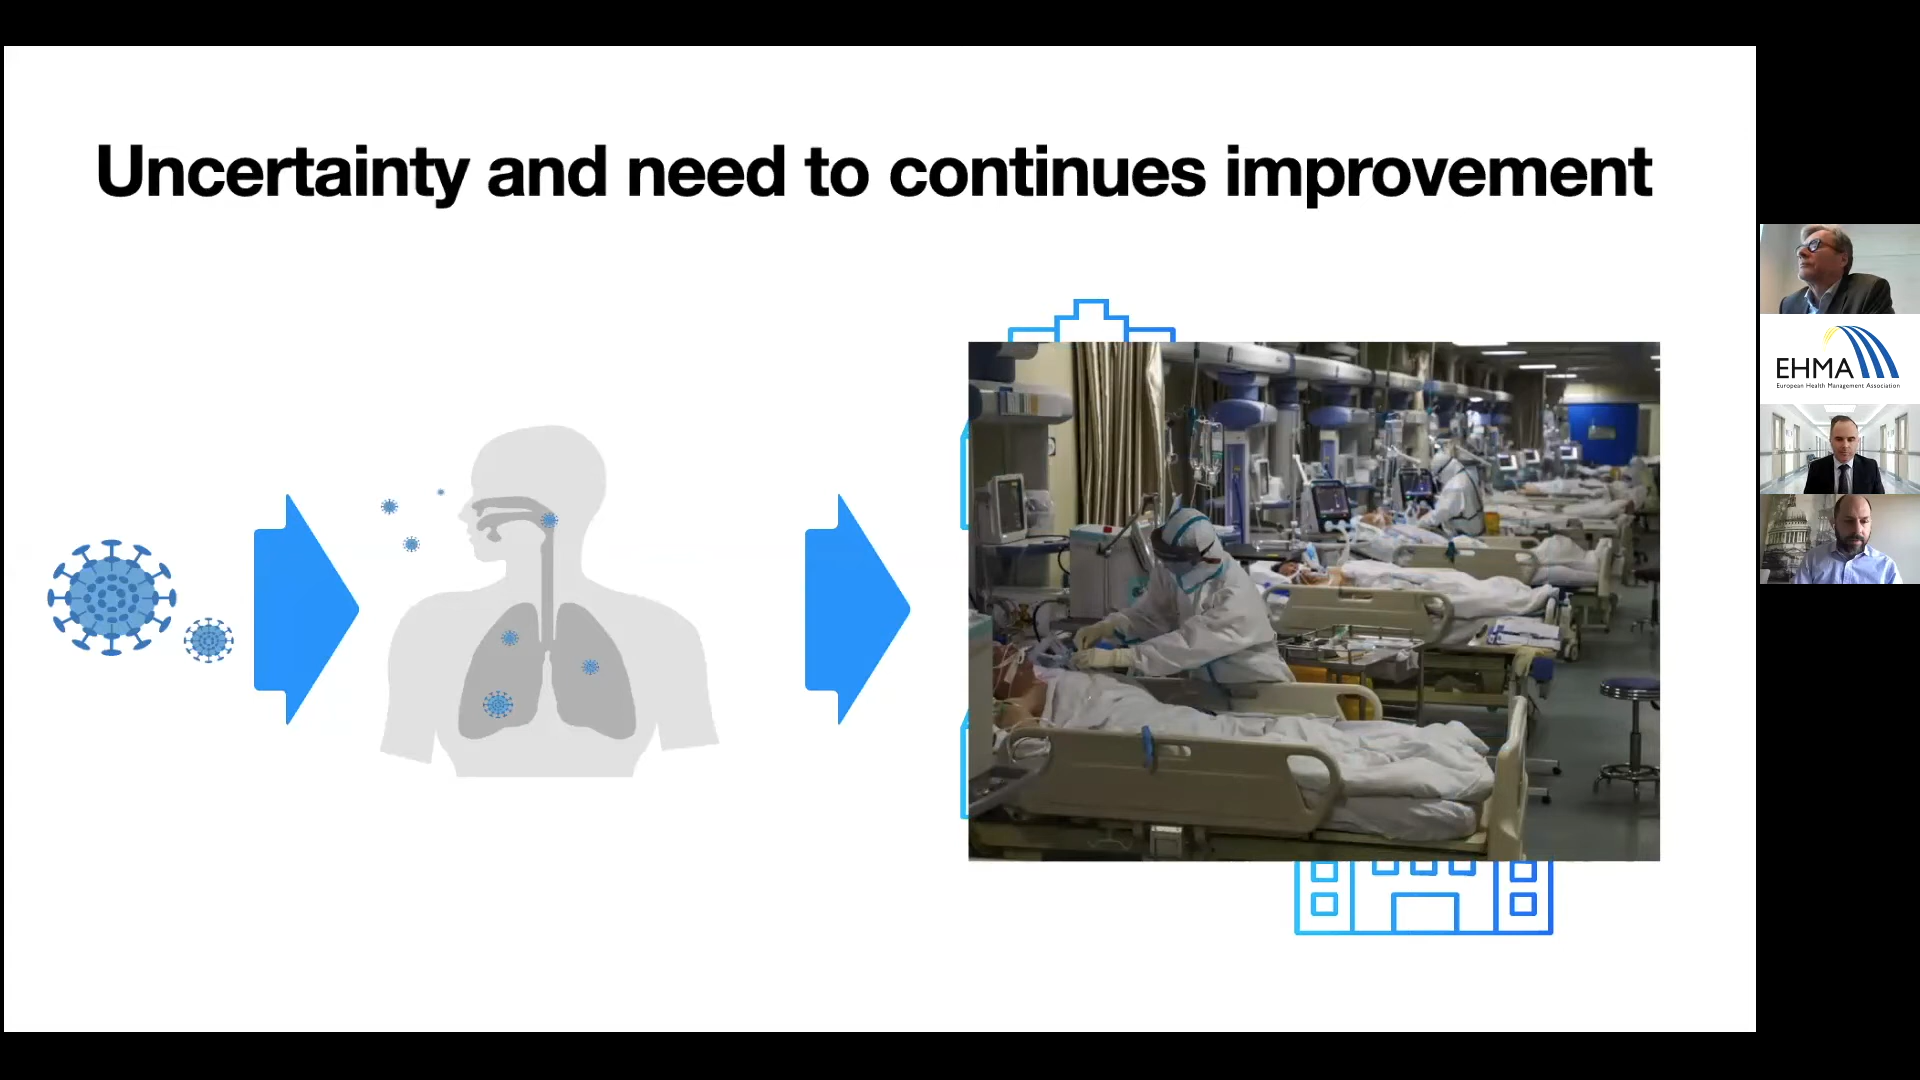 Uncertainty and need to continues improvement
EHMA
European Health Management Association